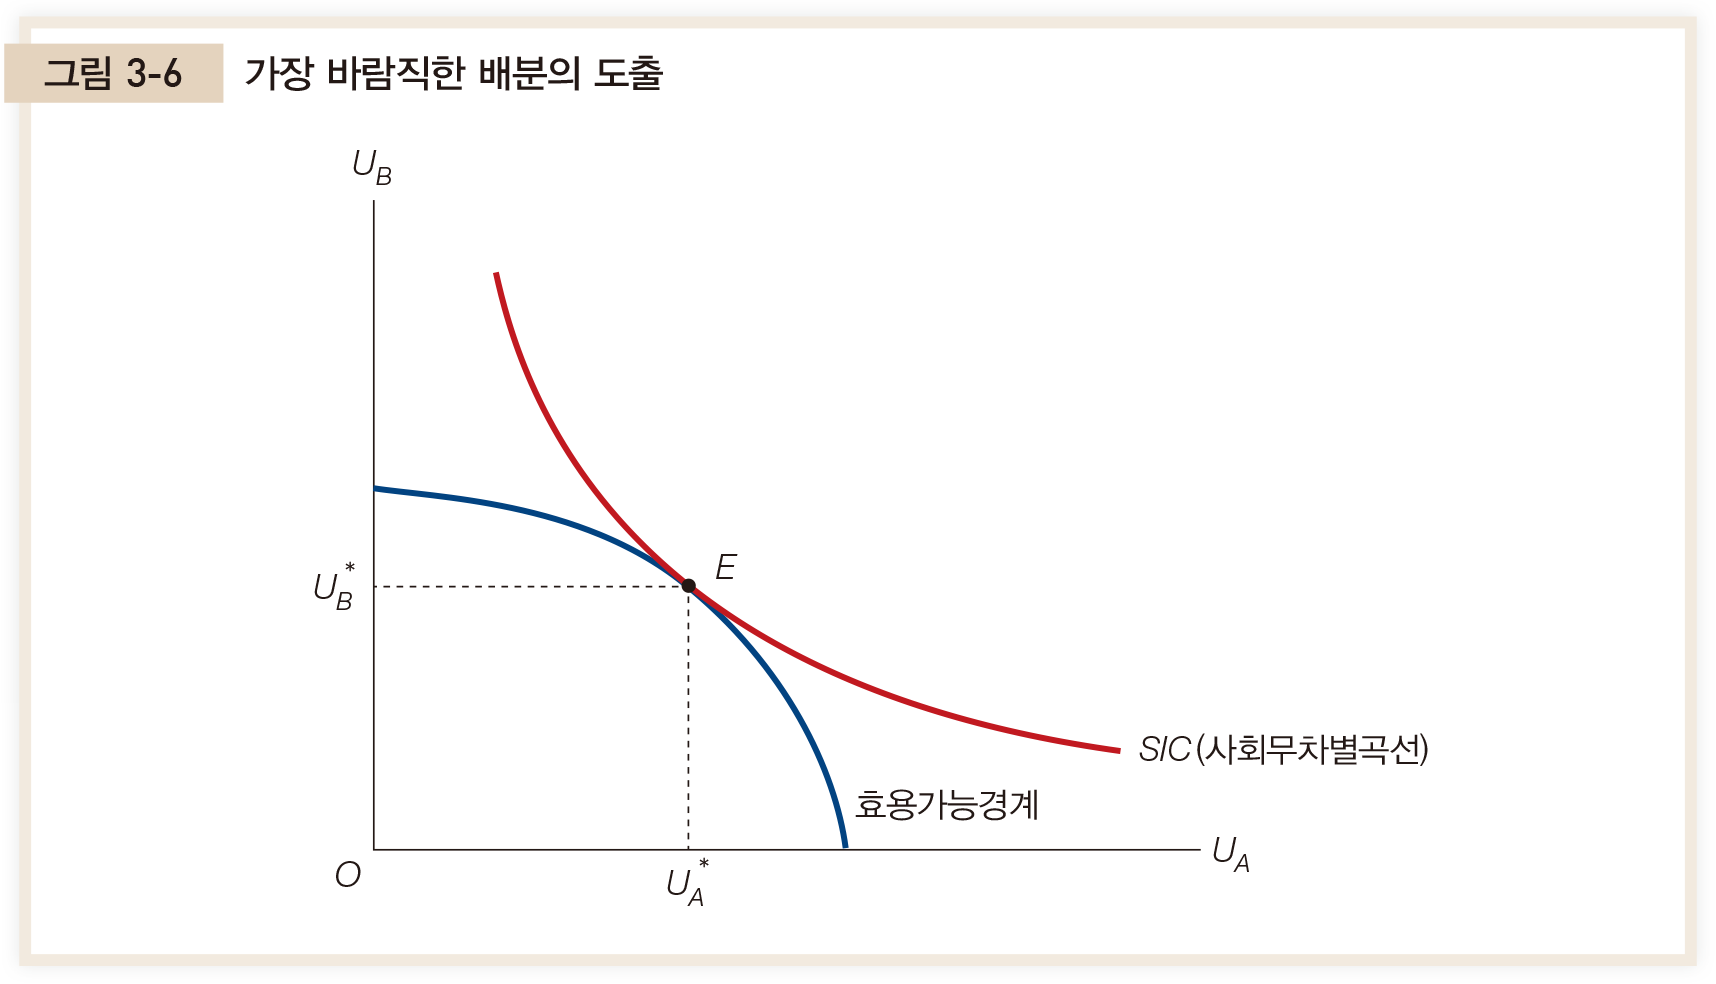 그림 3-6 가장 바람직한 배분의 도출
U_B
E
U_B*
SIC(사회무차별곡선)
효용가능경계
U_A
O
U_A*